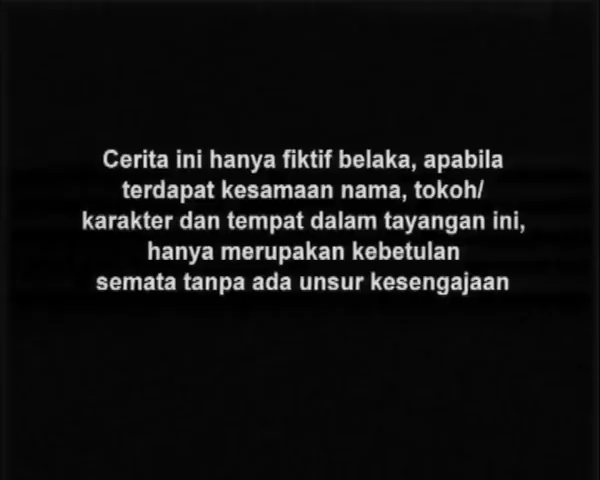 Cerita ini hanya fiktif belaka, apabila
terdapat kesamaan nama, tokoh/
karakter dan tempat dalam tayangan ini,
hanya merupakan kebetulan
semata tanpa ada unsur kesengajaan